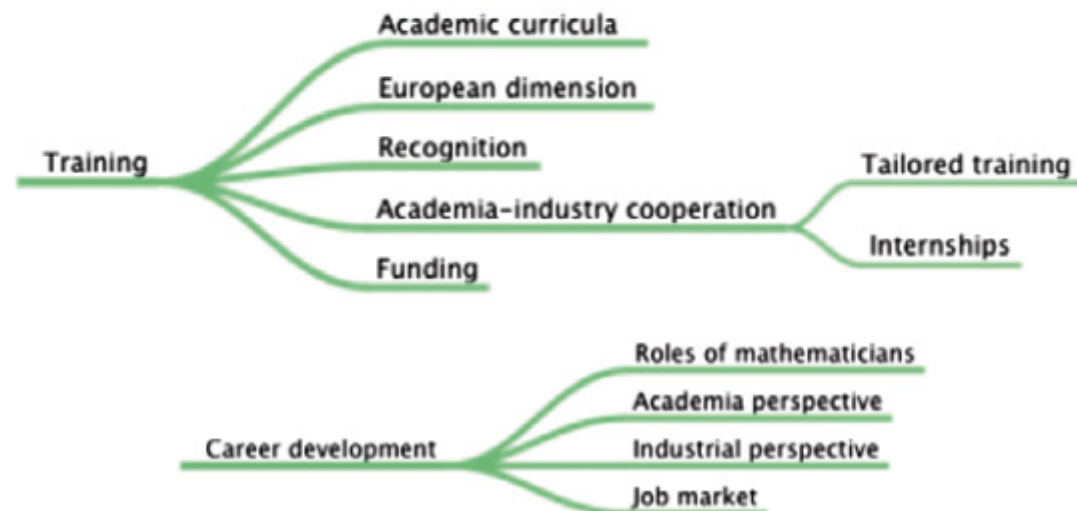 Academic curricula
European dimension
Recognition
Training
Tailored training
Academia-industry cooperation
Internships
Funding
Roles of mathematicians
Academia perspective
Career development
Industrial perspective
Job market